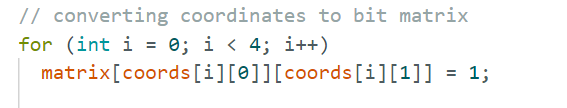 // converting coordinates to bit matrix
for (int i = 0; i < 4; i++)
matrix[coords[i][0]][coords[i][1]] = 1;